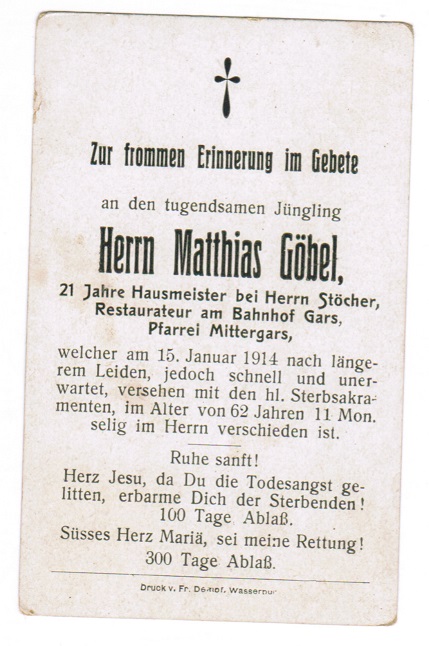 Zur frommen Erinnerung im Gebete
an den tugendsamen Jüngling
Herrn Matthias Göbel,
21 Jahre Hausmeister bei Herrn Stöcher,
Restaurateur am Bahnhof Gars,
Pfarrei Mittergars,
welcher am 15. Januar 1914 nach länge-
rem Leiden, jedoch schnell und uner-
wartet, versehen mit den hl. Sterbsakra-
menten, im Alter von 62 Jahren 11 Mon.
selig im Herrn verschieden ist.
Ruhe sanft!
Herz Jesu, da Du die Todesangst ge-
litten, erbarme Dich der Sterbenden!
100 Tage Ablaß.
Süsses Herz Mariä, sei meine Rettung!
300 Tage Ablaß.
Druck v. Fr.